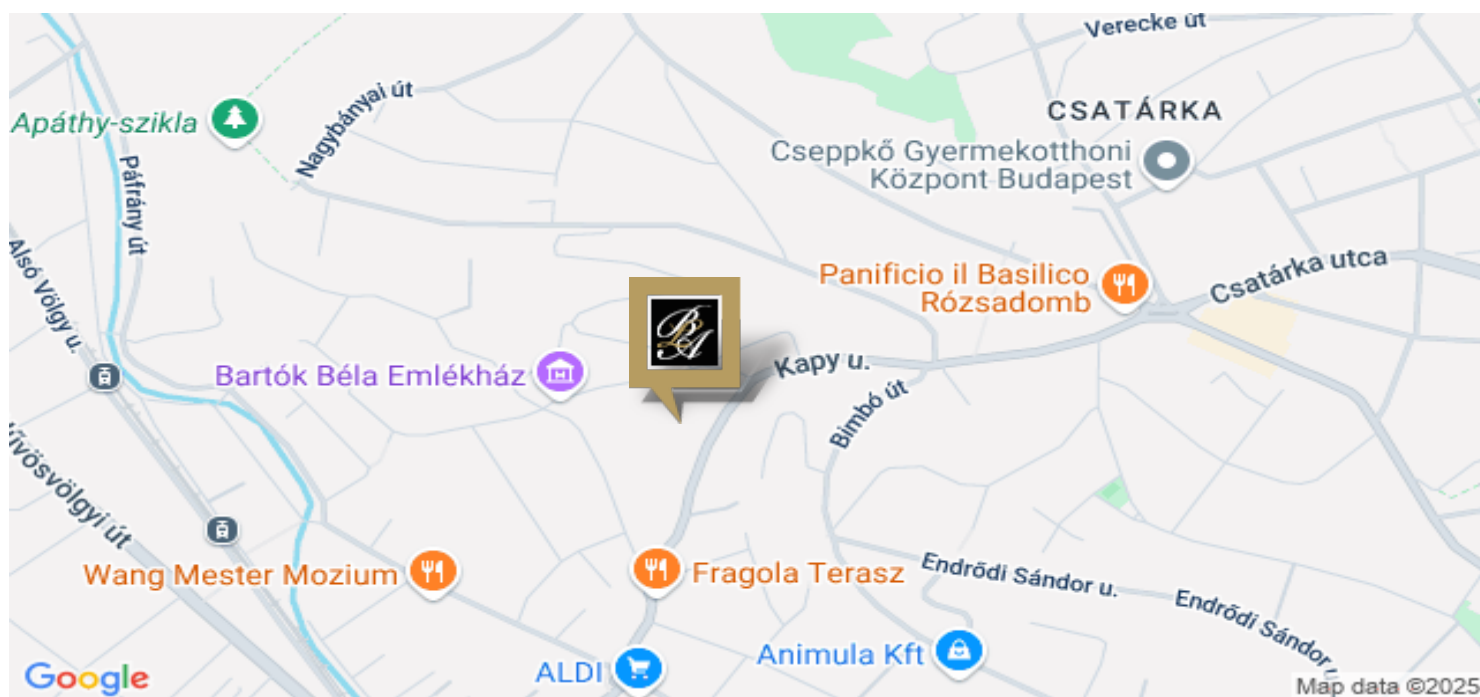 Verecke út
CSATÁRKA
Nagybányai út
Apáthy-szikla
Cseppkő Gyermekotthoni
Központ Budapest
Páfrány út
Alsó Völgy u.
Csatárka utca
Panificio il Basilico
Rózsadomb
BLA
Kapy u.
Bartók Béla Emlékház
Bimbó út
Wang Mester Mozium
Fragola Terasz
Endrődi Sándor u.
Endrődi Sándor u
Animula Kft
ALDI
Google
Map data ©2025